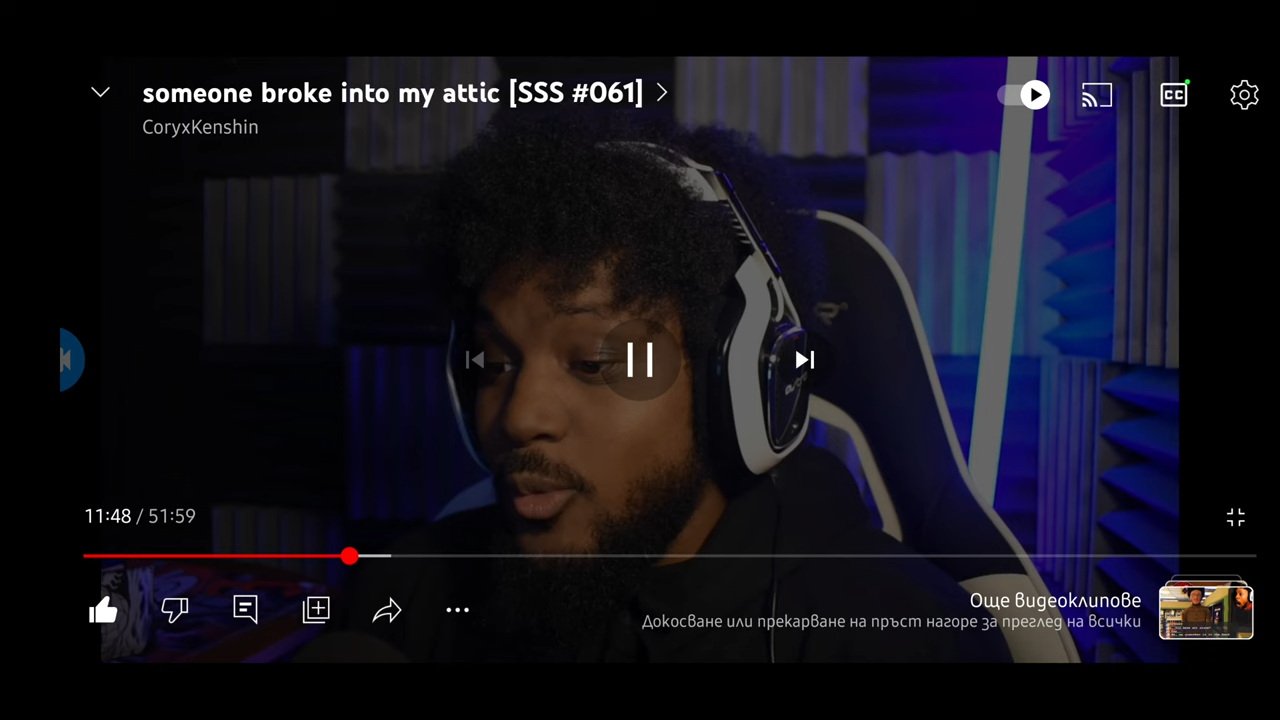 someone broke into my attic [SSS #061]
CoryxKenshin
CC
11:48 / 51:59
Още видеоклипове
Докосване или прекарване на пръст нагоре за преглед на всички